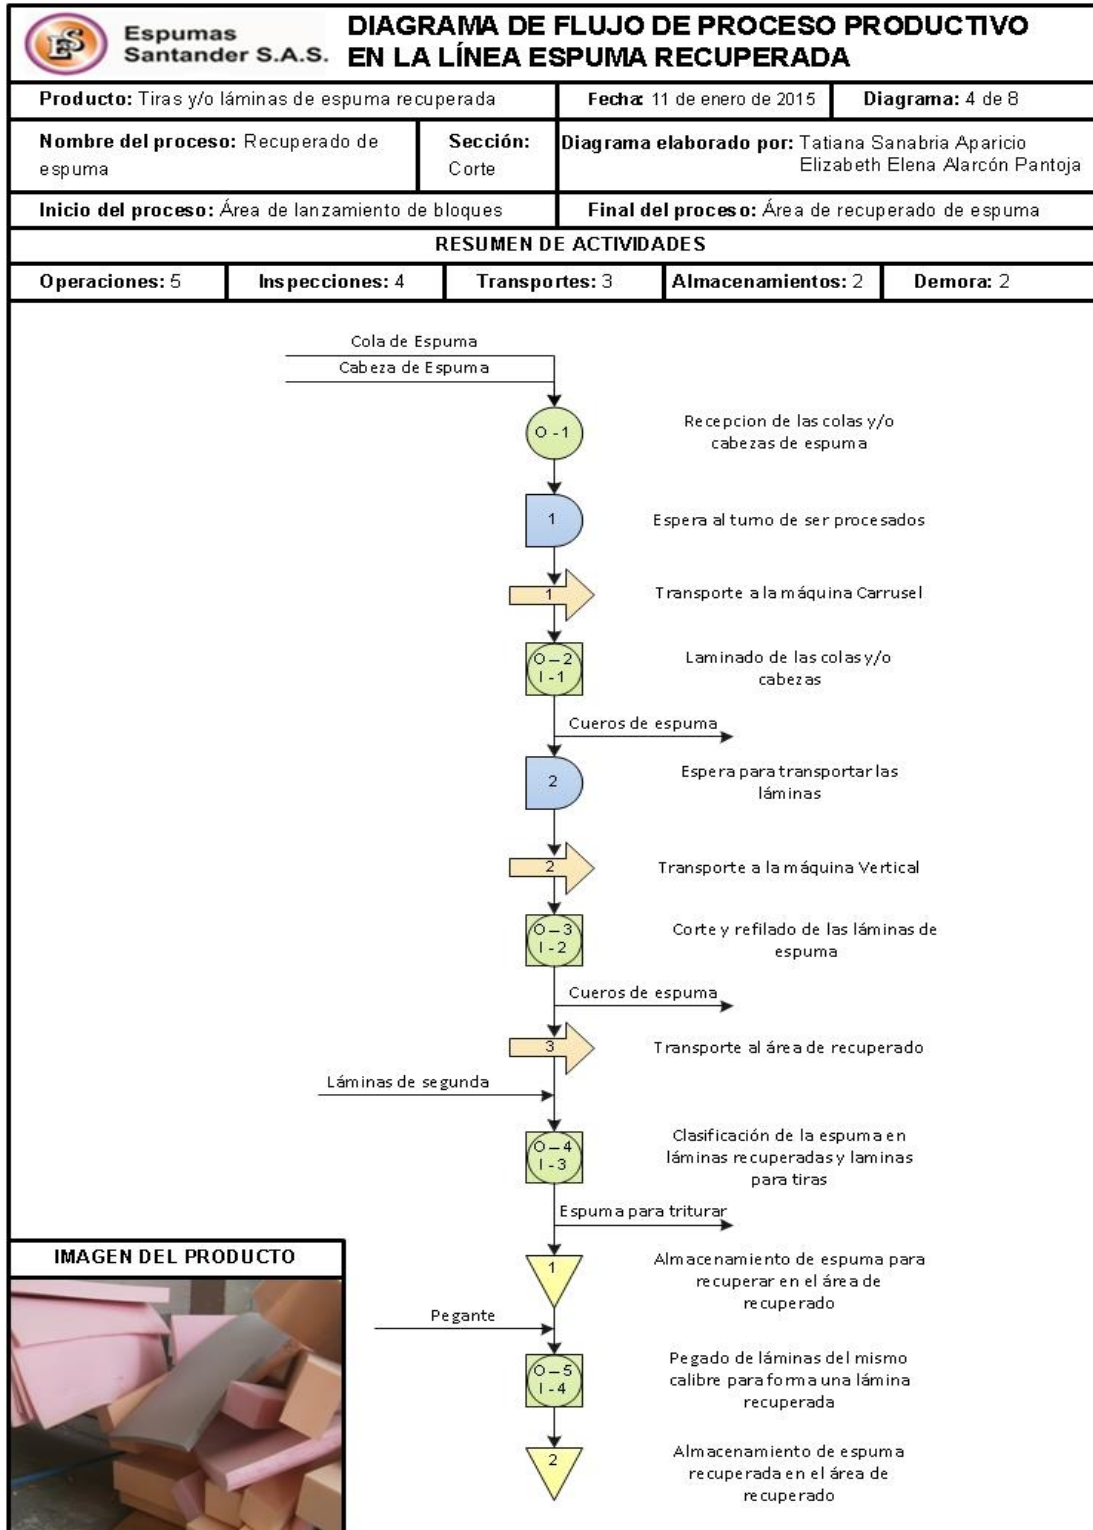 ES
Espumas
Santander S.A.S.
DIAGRAMA DE FLUJO DE PROCESO PRODUCTIVO
EN LA LÍNEA ESPUMA RECUPERADA
Producto: Tiras y/o láminas de espuma recuperada
Fecha: 11 de enero de 2015
Diagrama: 4 de 8
Nombre del proceso: Recuperado de
espuma
Sección:
Corte
Diagrama elaborado por: Tatiana Sanabria Aparicio
Elizabeth Elena Alarcón Pantoja
Inicio del proceso: Área de lanzamiento de bloques
Final del proceso: Área de recuperado de espuma
RESUMEN DE ACTIVIDADES
Operaciones: 5
Inspecciones: 4
Transportes: 3
Almacenamientos: 2
Demora: 2
Cola de Espuma
Cabeza de Espuma
O - 1
Recepcion de las colas y/o
cabezas de espuma
1
Espera al turno de ser procesados
1
Transporte a la máquina Carrusel
O – 2
I - 1
Laminado de las colas y/o
cabezas
Cueros de espuma
2
Espera para transportar las
láminas
2
Transporte a la máquina Vertical
O – 3
I - 2
Corte y refilado de las láminas de
espuma
Cueros de espuma
3
Transporte al área de recuperado
Láminas de segunda
O – 4
I - 3
Clasificación de la espuma en
láminas recuperadas y laminas
para tiras
Espuma para triturar
1
Almacenamiento de espuma para
recuperar en el área de
recuperado
Pegante
O – 5
I - 4
Pegado de láminas del mismo
calibre para forma una lámina
recuperada
2
Almacenamiento de espuma
recuperada en el área de
recuperado
IMAGEN DEL PRODUCTO